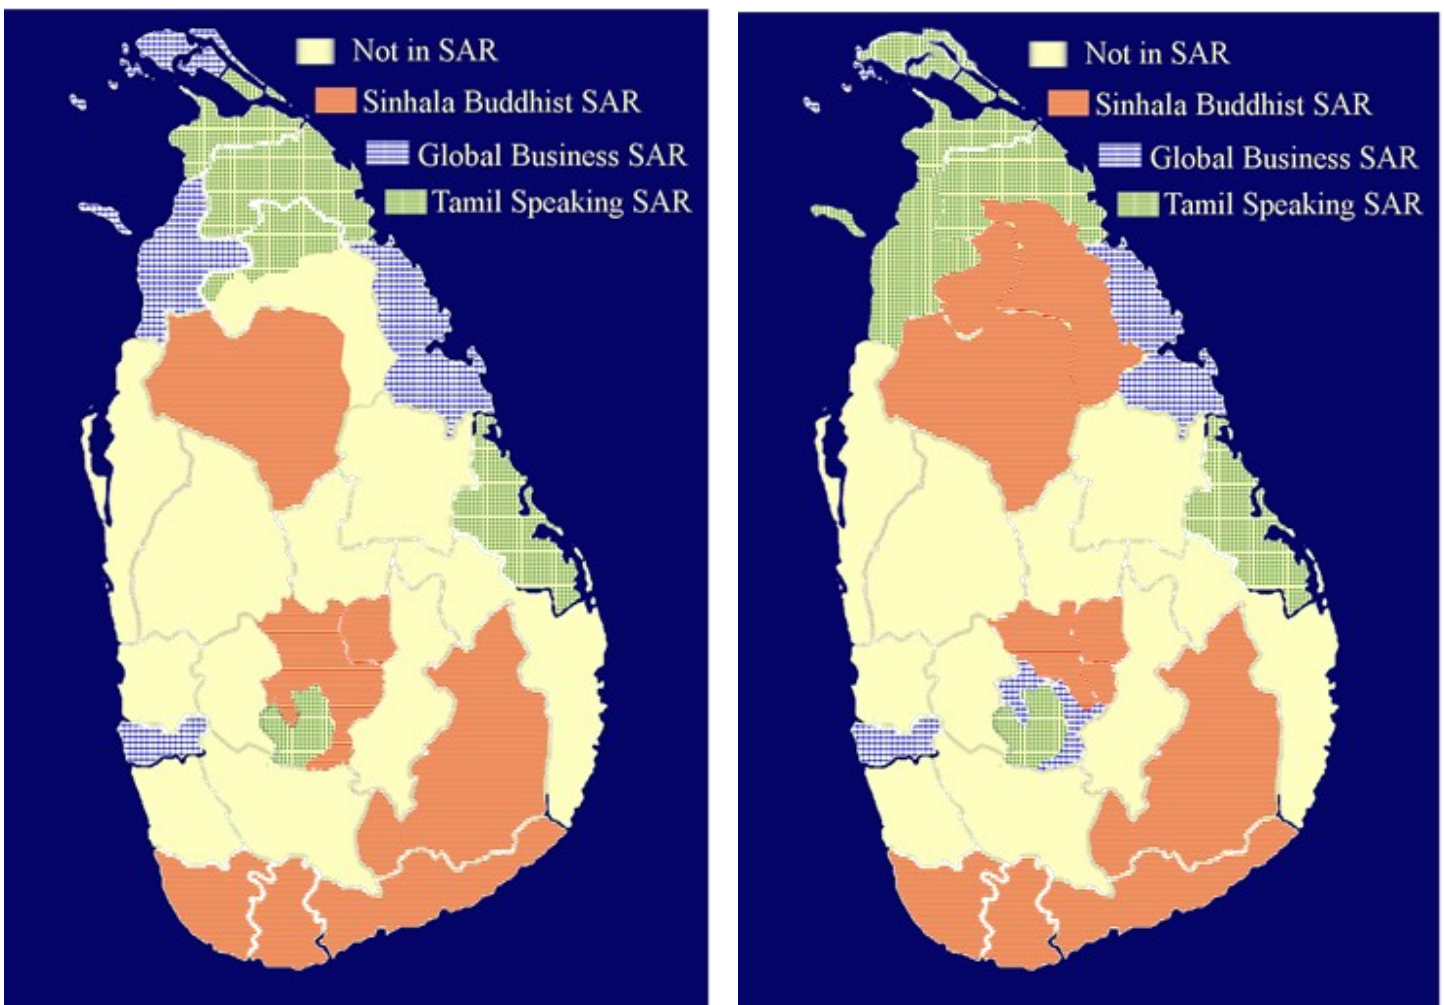 Not in SAR
Sinhala Buddhist SAR
Global Business SAR
Tamil Speaking SAR
Not in SAR
Sinhala Buddhist SAR
Global Business SAR
Tamil Speaking SAR